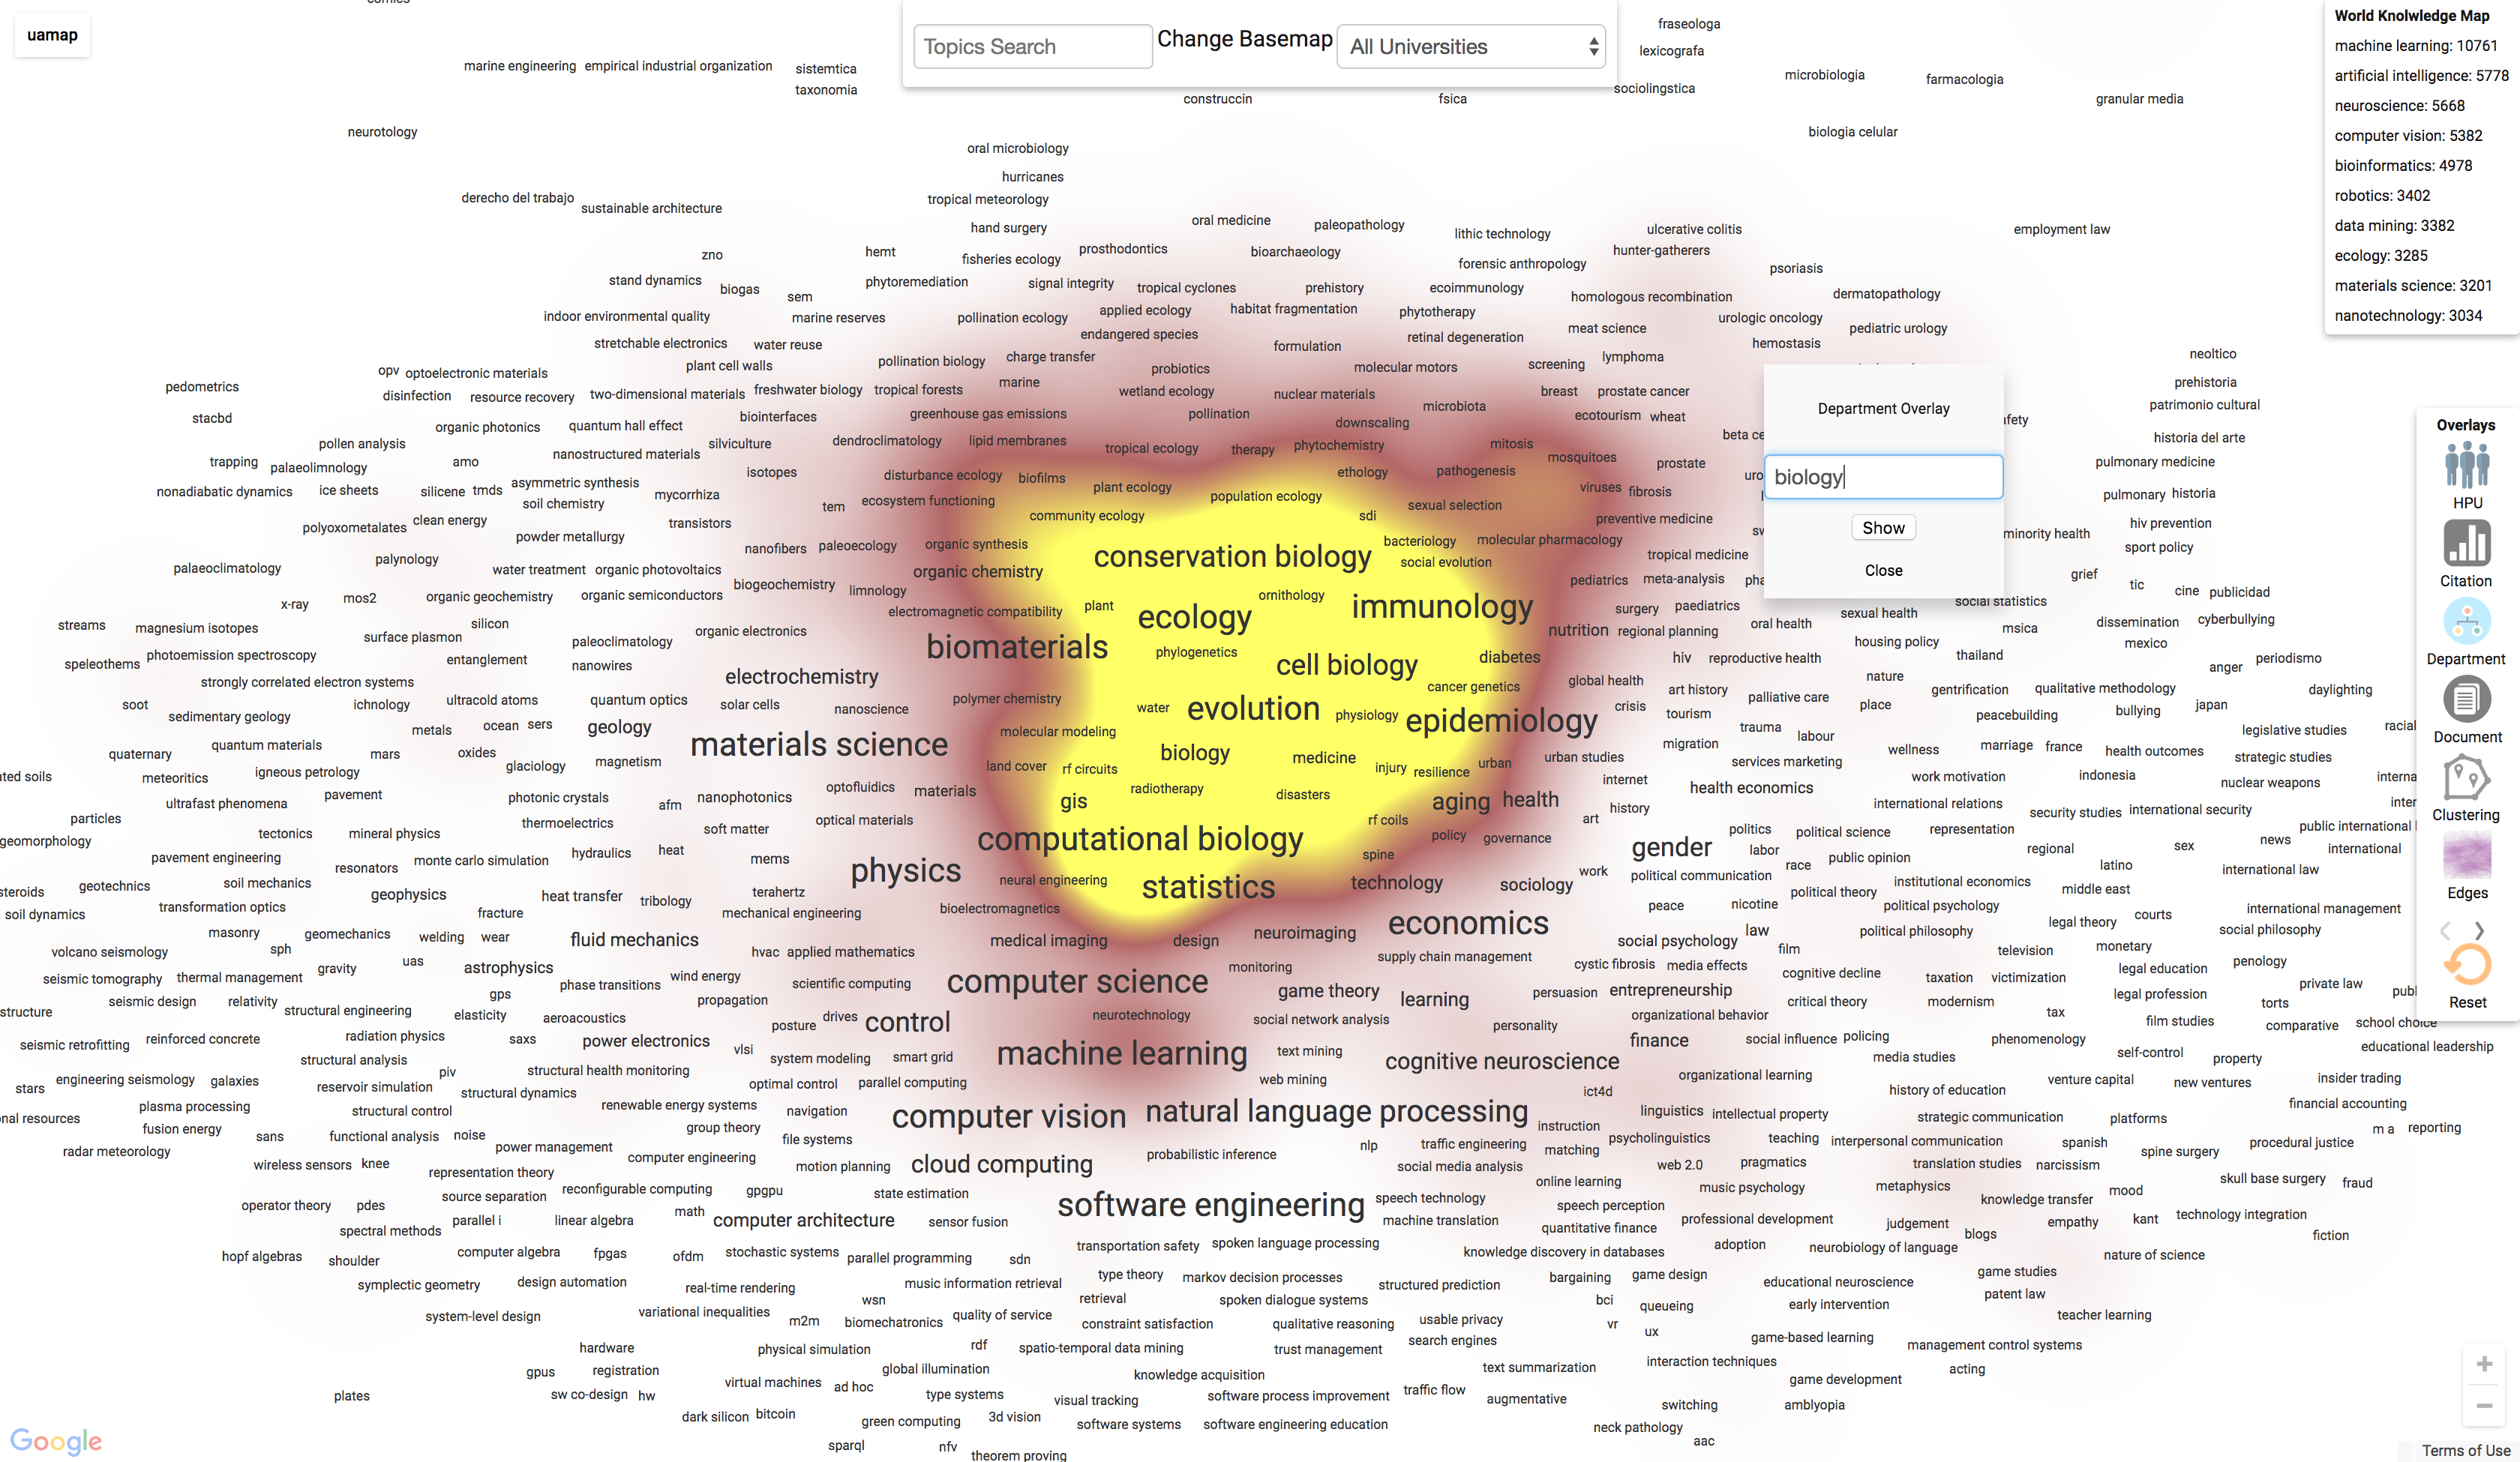 comics
uamap
Topics Search
Change Basemap
All Universities
World Knolwledge Map
machine learning: 10761
artificial intelligence: 5778
neuroscience: 5668
computer vision: 5382
bioinformatics: 4978
robotics: 3402
data mining: 3382
ecology: 3285
materials science: 3201
nanotechnology: 3034
fraseologa
lexicografa
marine engineering empirical industrial organization sistemtica
taxonomia
construccin fsica sociolingstica microbiologia farmacologia
granular media
neurotology biologia celular
oral microbiology
hurricanes
derecho del trabajo sustainable architecture tropical meteorology
hand surgery oral medicine paleopathology lithic technology ulcerative colitis employment law
zno hemt fisheries ecology prosthodontics bioarchaeology forensic anthropology hunter-gatherers psoriasis
stand dynamics biogas sem phytoremediation signal integrity tropical cyclones prehistory ecoimmunology homologous recombination dermatopathology
indoor environmental quality marine reserves pollination ecology applied ecology habitat fragmentation phytotherapy urologic oncology
stretchable electronics water reuse endangered species formulation retinal degeneration meat science hemostasis pediatric urology
opv optoelectronic materials plant cell walls pollination biology charge transfer probiotics molecular motors screening lymphoma neoltico
pedometrics disinfection resource recovery two-dimensional materials freshwater biology tropical forests marine wetland ecology nuclear materials breast prostate cancer prehistoria
stacbd organic photonics quantum hall effect biointerfaces greenhouse gas emissions pollination downscaling microbiota ecotourism wheat patrimonio cultural
Department Overlay
biology
Show
Close
Overlays
HPU
Citation
Department
Document
Clustering
Edges
Reset
pollen analysis nanostructured materials silviculture dendroclimatology lipid membranes tropical ecology therapy phytochemistry mitosis historia del arte
trapping palaeolimnology amo isotopes disturbance ecology biofilms ethology pathogenesis mosquitoes prostate pulmonary medicine
nonadiabatic dynamics ice sheets silicene tmds asymmetric synthesis soil chemistry mycorrhiza tem ecosystem functioning plant ecology population ecology sexual selection viruses fibrosis pulmonary historia
polyoxometalates clean energy powder metallurgy transistors community ecology sdi preventive medicine hiv prevention
palynology nanofibers paleoecology organic synthesis bacteriology molecular pharmacology minority health sport policy
palaeoclimatology water treatment organic photovoltaics biogeochemistry limnology organic chemistry conservation biology social evolution tropical medicine grief
x-ray mos2 organic geochemistry organic semiconductors electromagnetic compatibility plant ornithology pediatrics meta-analysis tic cine publicidad
streams magnesium isotopes silicon surface plasmon paleoclimatology organic electronics ecology immunology surgery paediatrics oral health sexual health social statistics
speleothems photoemission spectroscopy entanglement nanowires biomaterials phylogenetics nutrition regional planning housing policy msica dissemination cyberbullying mexico
strongly correlated electron systems electrochemistry cell biology diabetes hiv reproductive health thailand anger periodismo
soot sedimentary geology ichnology ultracold atoms quantum optics solar cells nanoscience polymer chemistry cancer genetics global health art history palliative care nature gentrification qualitative methodology daylighting
metals ocean sers geology water evolution physiology epidemiology crisis tourism place peacebuilding bullying japan
quaternary quantum materials mars oxides materials science molecular modeling trauma labour legislative studies racial
meteoritics igneous petrology glaciology magnetism land cover rf circuits biology medicine injury resilience urban urban studies migration services marketing wellness marriage france health outcomes strategic studies
ultrafast phenomena pavement photonic crystals afm nanophotonics optofluidics materials radiotherapy disasters internet health economics work motivation indonesia nuclear weapons
particles tectonics mineral physics thermoelectrics soft matter optical materials gis rf coils aging health history art international relations security studies international security
geomorphology pavement engineering resonators monte carlo simulation hydraulics heat mems computational biology policy governance spine politics political science representation public international
geotechnics soil mechanics geophysics heat transfer physics neural engineering technology sociology work gender labor race public opinion political communication regional latino sex news international
soil dynamics transformation optics fracture tribology terahertz mechanical engineering bioelectromagnetics statistics institutional economics political theory middle east international law
masonry geomechanics welding wear fluid mechanics medical imaging design neuroimaging economics peace nicotine political psychology legal theory courts international management
volcano seismology sph uas hvac applied mathematics monitoring supply chain management social psychology law film political philosophy television monetary social philosophy
seismic tomography thermal management gravity astrophysics wind energy computer science cystic fibrosis media effects cognitive decline taxation victimization legal education penology
seismic design relativity gps phase transitions scientific computing game theory learning persuasion entrepreneurship critical theory modernism legal profession private law torts
structure structural engineering elasticity propagation aeroacoustics posture drives control neurotechnology social network analysis personality organizational behavior tax film studies comparative school choice
seismic retrofitting reinforced concrete radiation physics saxs power electronics vlsi finance social influence policing phenomenology educational leadership
engineering seismology structural analysis piv structural health monitoring system modeling smart grid machine learning text mining cognitive neuroscience media studies self-control property
stars galaxies reservoir simulation structural dynamics optimal control parallel computing web mining ict4d organizational learning history of education venture capital new ventures insider trading
plasma processing structural control renewable energy systems navigation computer vision natural language processing linguistics intellectual property strategic communication platforms financial accounting
fusion energy sans functional analysis noise group theory file systems instruction m a reporting
radar meteorology power management computer engineering nlp traffic engineering matching psycholinguistics teaching interpersonal communication spanish procedural justice
wireless sensors knee representation theory motion planning cloud computing probabilistic inference social media analysis web 2.0 pragmatics translation studies narcissism spine surgery
operator theory pdes source separation reconfigurable computing gpgpu state estimation online learning music psychology metaphysics mood skull base surgery fraud
spectral methods parallel i linear algebra math computer architecture sensor fusion software engineering speech technology machine translation speech perception quantitative finance professional development knowledge transfer judgement empathy kant technology integration
hopf algebras shoulder computer algebra fpgas ofdm stochastic systems parallel programming sdn transportation safety spoken language processing knowledge discovery in databases adoption neurobiology of language blogs nature of science fiction
symplectic geometry design automation real-time rendering music information retrieval type theory markov decision processes structured prediction bargaining game design educational neuroscience game studies
system-level design variational inequalities wsn retrieval spoken dialogue systems bci queueing early intervention patent law
m2m biomechatronics quality of service constraint satisfaction qualitative reasoning usable privacy vr ux teacher learning
hardware physical simulation rdf spatio-temporal data mining trust management search engines game-based learning management control systems
gpus registration global illumination knowledge acquisition text summarization interaction techniques acting
plates sw co-design hw virtual machines ad hoc type systems visual tracking software process improvement traffic flow augmentative game development
dark silicon bitcoin green computing 3d vision software systems software engineering education switching amblyopia
sparql nfv theorem proving neck pathology aac
Google
Terms of Use